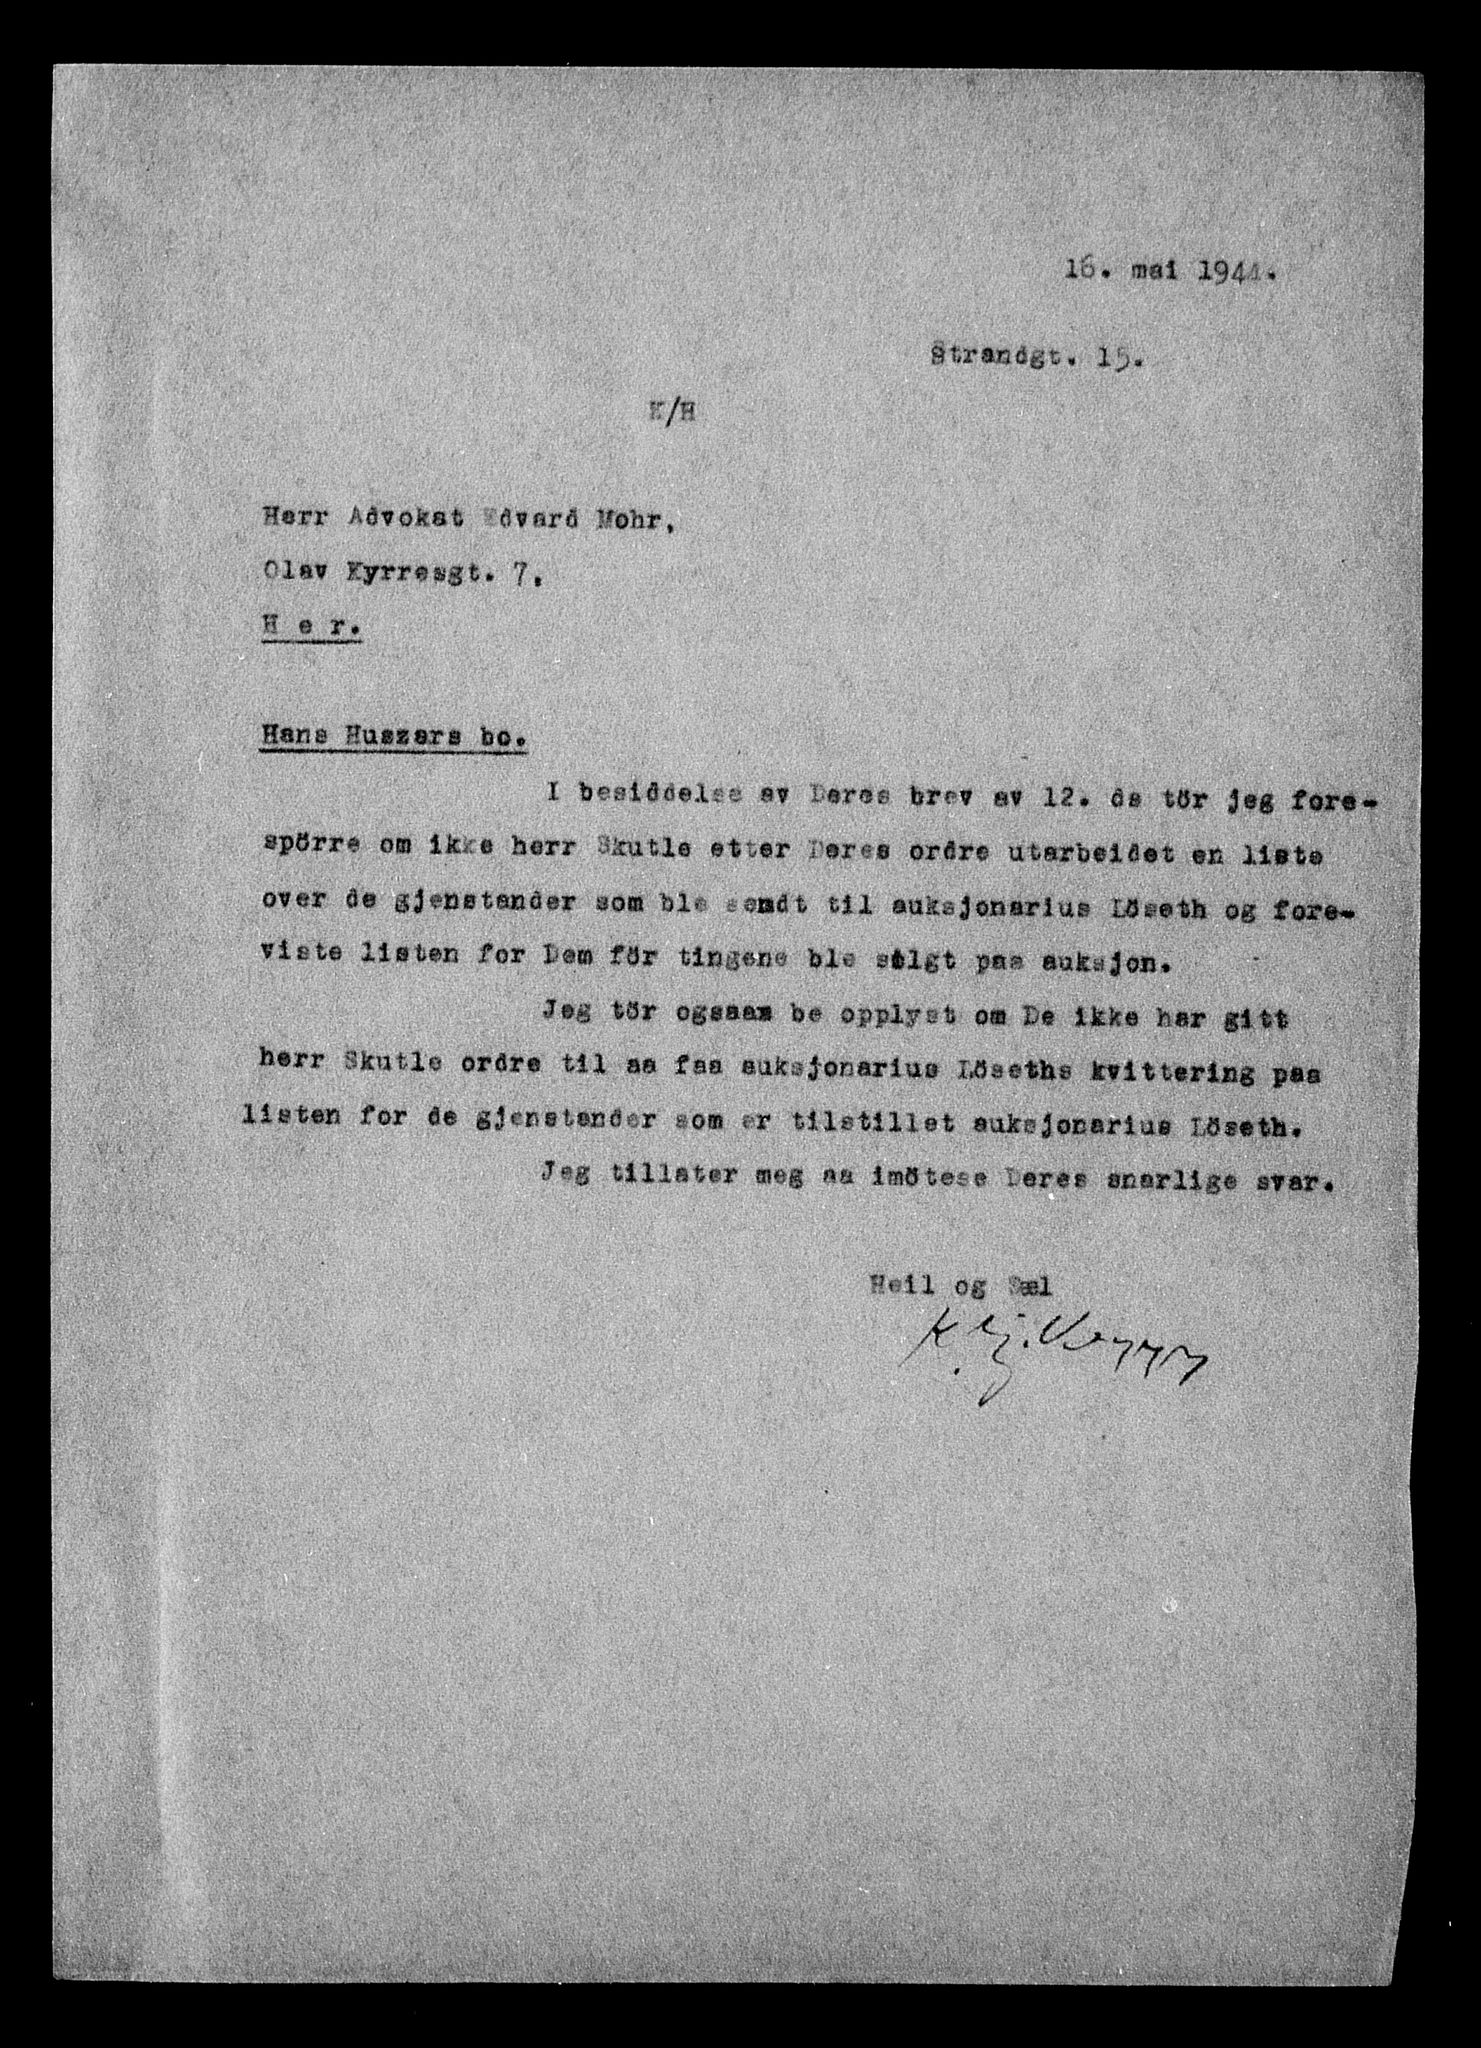 16. mai 1944.
Strandgt. 15.
K/H
Herr Advokat Edvard Mohr,
Olav Kyrresgt. 7.
H e r.
Hans Huszars bo.
I besiddelse av Deres brev av 12. ds tör jeg fore-
spörre om ikke herr Skutle etter Deres ordre utarbeidet en liste
over de gjenstander som ble sendt til auksjonarius Löseth og fore-
viste listen for Dem för tingene ble solgt paa auksjon.
Jeg tör ogsaa be opplyst om De ikke har gitt
herr Skutle ordre til aa faa auksjonarius Löseths kvittering paa
listen for de gjenstander som er tilstillet auksjonarius Löseth.
Jeg tillater meg aa imötese Deres snarlige svar.
Heil og Sæl